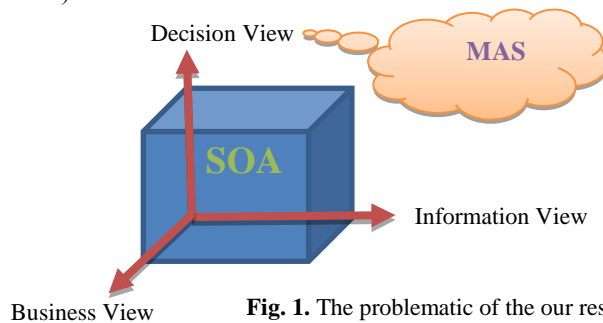 )
Decision View
MAS
SOA
Information View
Business View
Fig. 1. The problematic of the our res